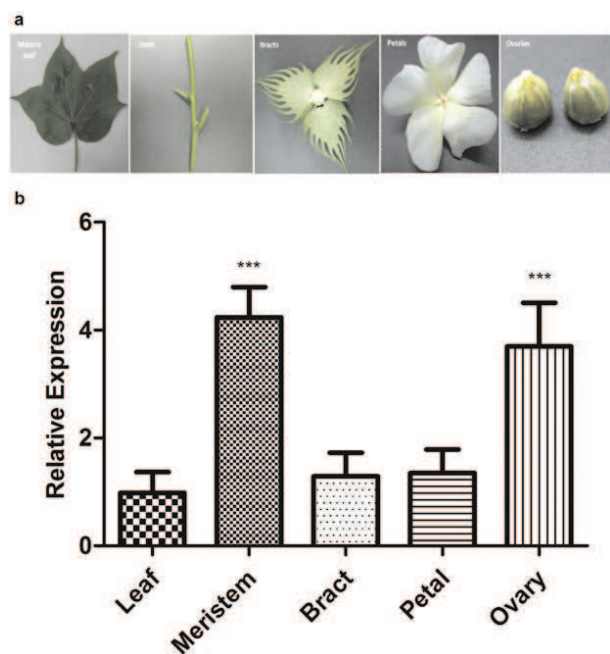 a
Mature
leaf
Stem
Bracts
Petals
Ovaries
b
Relative Expression
6
4
2
0
***
***
Leaf
Meristem
Bract
Petal
Ovary